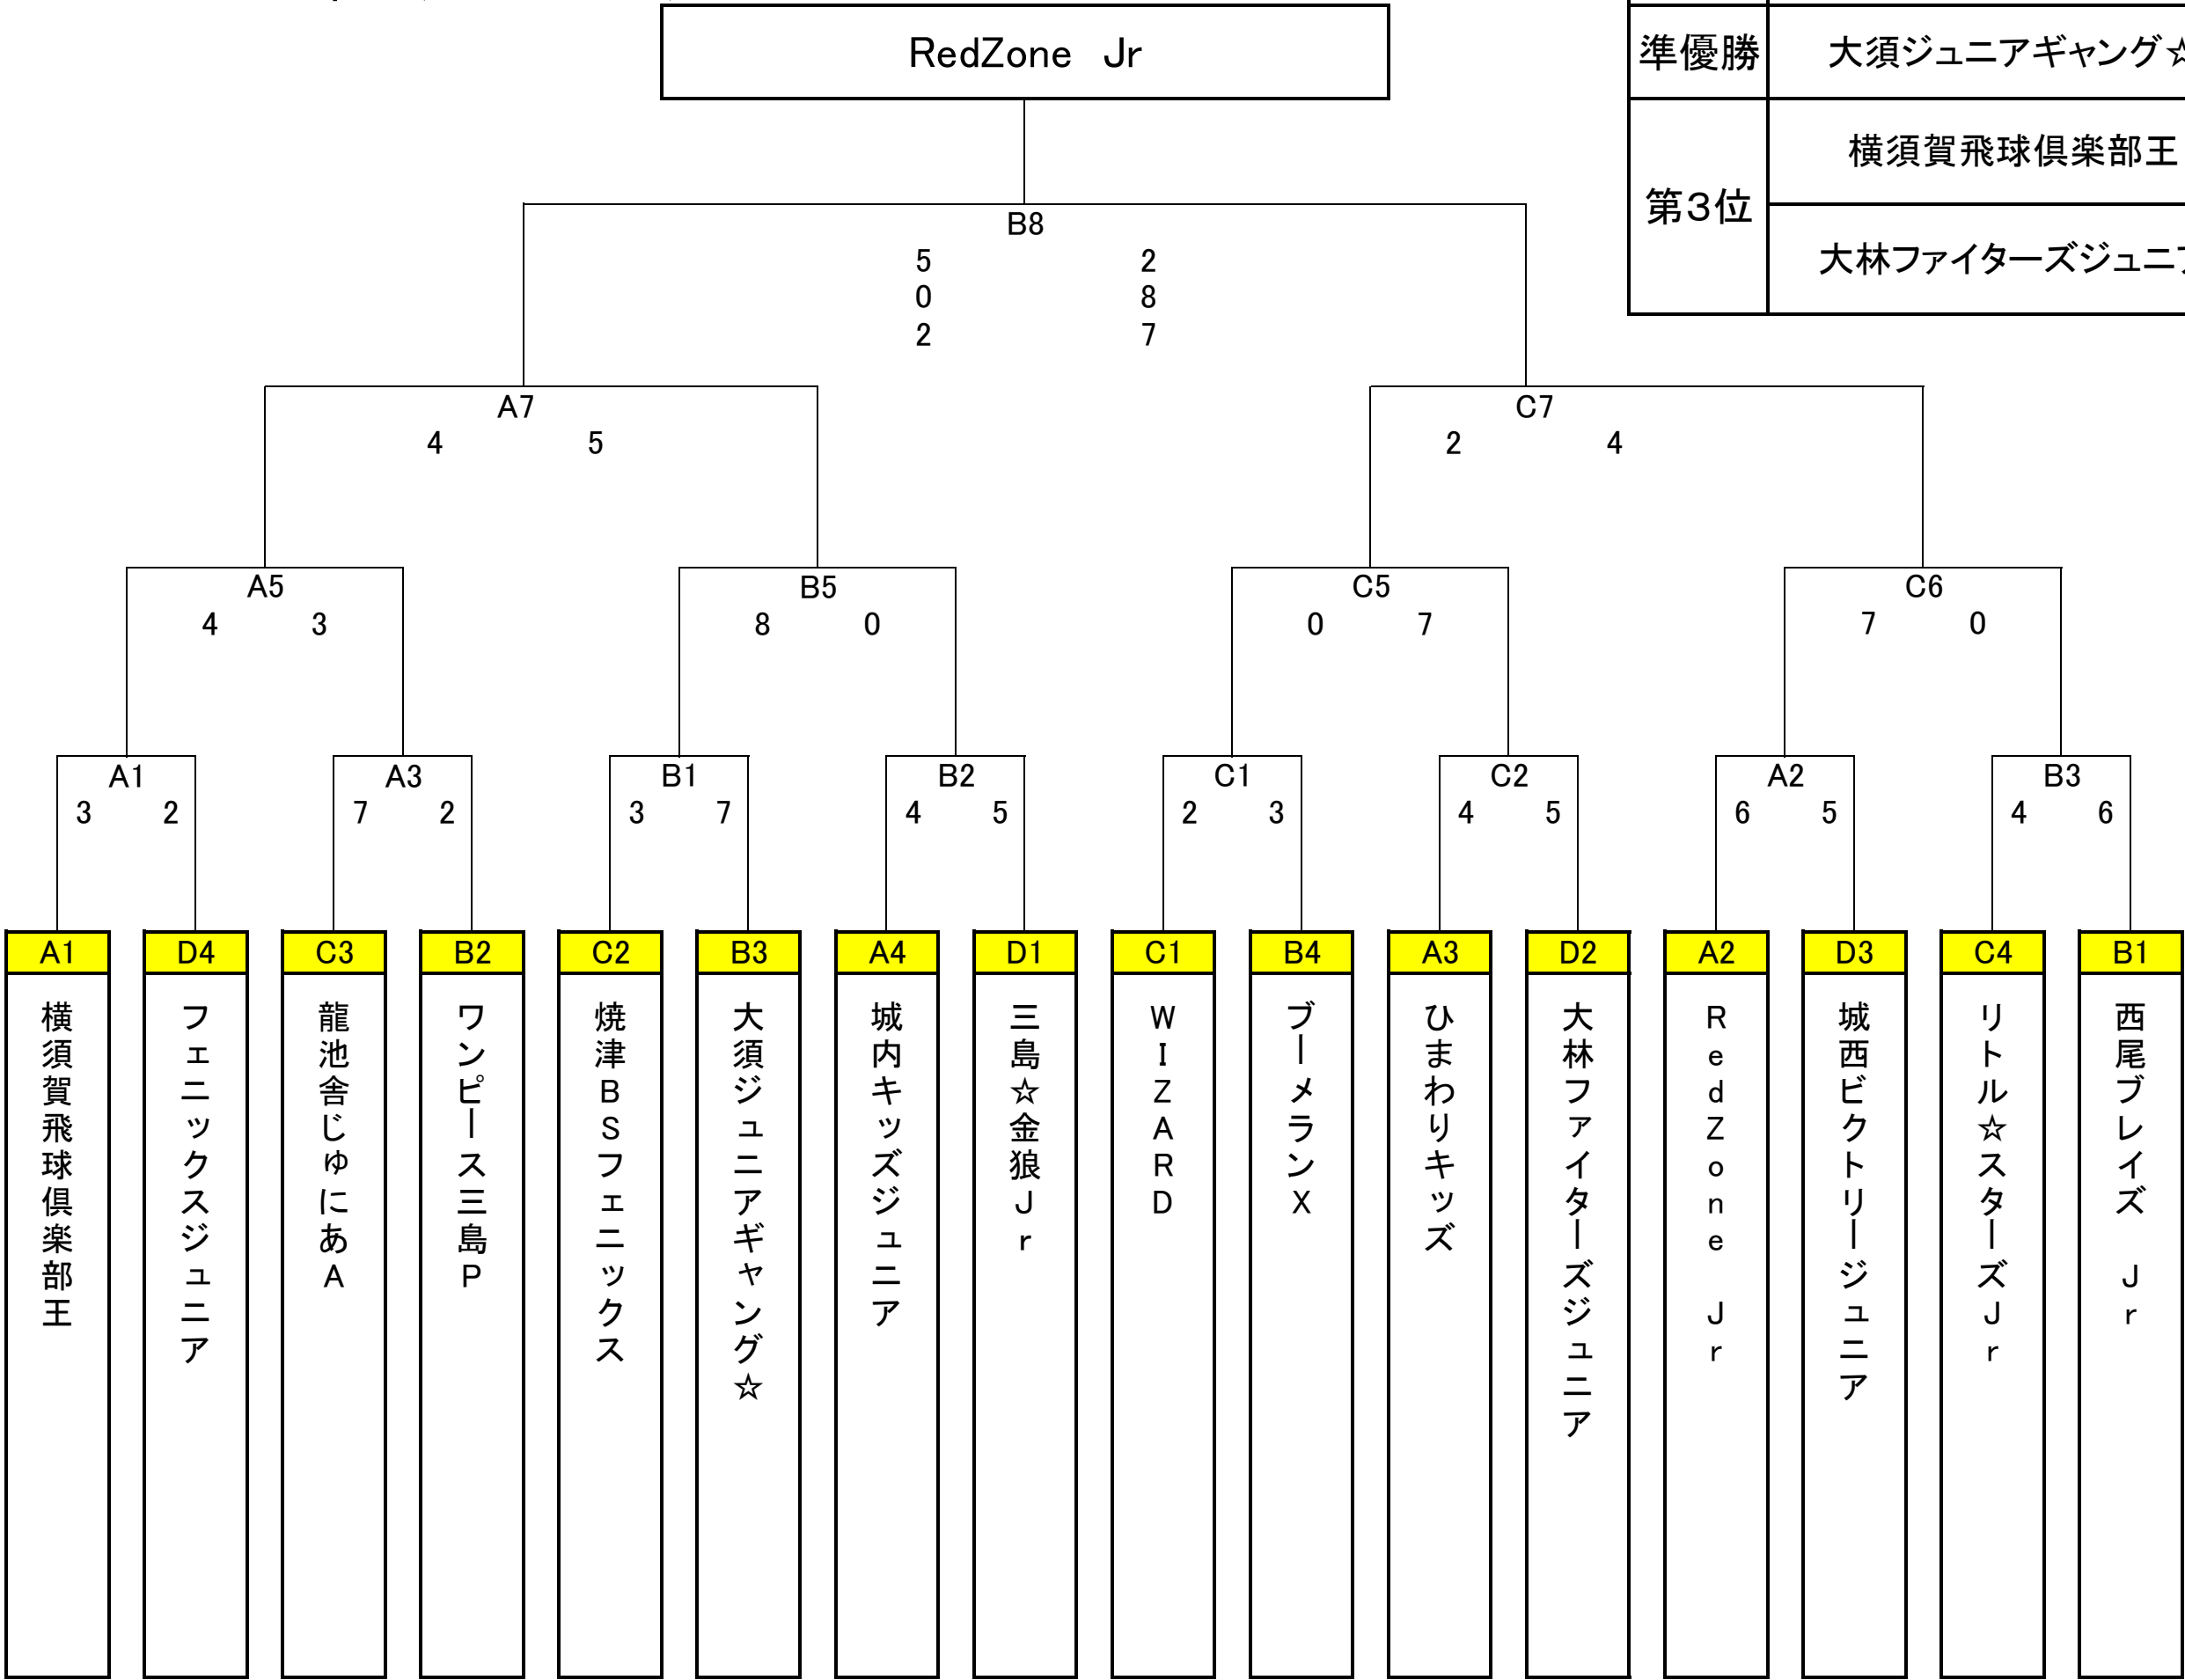 RedZone Jr
準優勝 大須ジュニアギャング☆
第3位 横須賀飛球倶楽部王
大林ファイターズジュニア
B8
5 2
0 8
2 7
A7 C7
4 5 2 4
A5 B5 C5 C6
4 3 8 0 0 7 7 0
A1 A3 B1 B2 C1 C2 A2 B3
3 2 7 2 3 7 4 5 2 3 4 5 6 5 4 6
A1 D4 C3 B2 C2 B3 A4 D1 C1 B4 A3 D2 A2 D3 C4 B1
横須賀飛球倶楽部王
フェニックスジュニア
龍池舎じゅにあA
ワンピース三島P
焼津BSフェニックス
大須ジュニアギャング☆
城内キッズジュニア
三島☆金狼Jr
WIZARD
ブーメランX
ひまわりキッズ
大林ファイターズジュニア
RedZone Jr
城西ビクトリージュニア
リトル☆スターズJr
西尾ブレイズ Jr